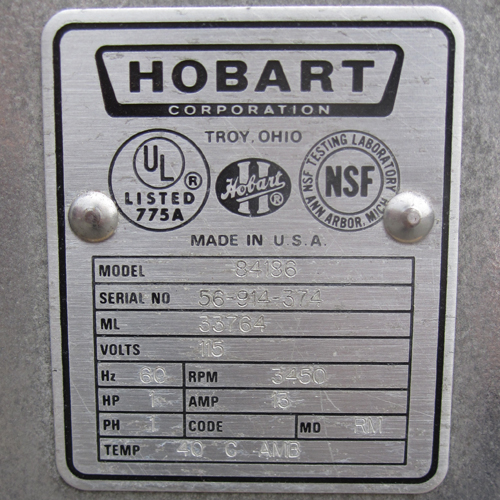 HOBART
CORPORATION
TROY, OHIO
UL ® LISTED 775A
Hobart ®
NSF TESTING LABORATORY NSF ANN ARBOR, MICH
MADE IN U.S.A.
MODEL 84186
SERIAL NO 56-914-374
ML 33764
VOLTS 115
Hz 60 RPM 3450
HP 1 AMP 15
PH 1 CODE MD RM
TEMP 40 C AMB